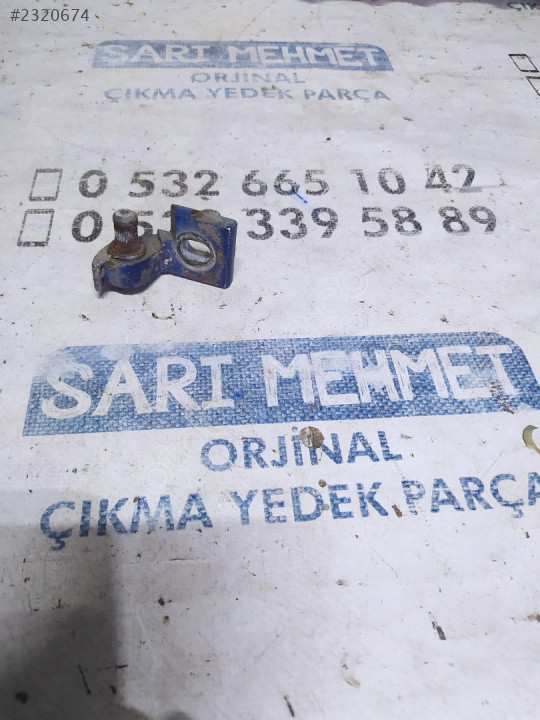 #2320674
SARI MEHMET
ORJİNAL
ÇIKMA YEDEK PARÇA
0 532 665 10 42
339 58 89
SARI MEHMET
ORJİNAL
ÇIKMA YEDEK PARÇA